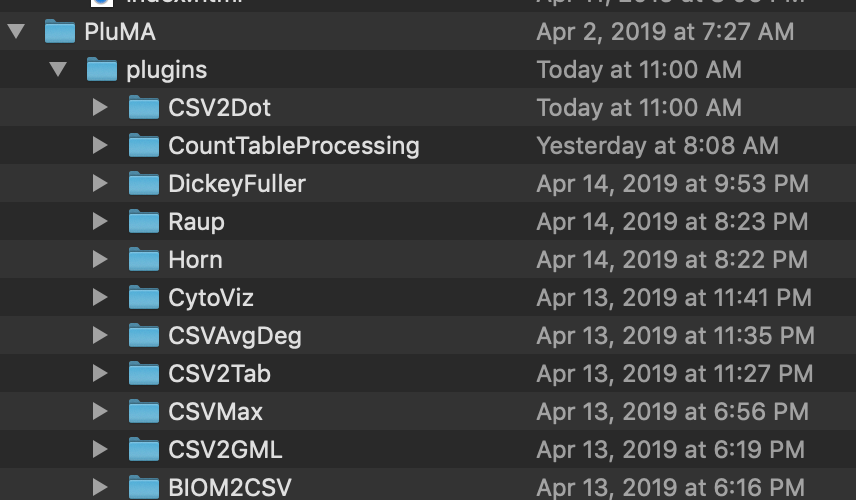 PluMA Apr 2, 2019 at 7:27 AM
plugins Today at 11:00 AM
CSV2Dot Today at 11:00 AM
CountTableProcessing Yesterday at 8:08 AM
DickeyFuller Apr 14, 2019 at 9:53 PM
Raup Apr 14, 2019 at 8:23 PM
Horn Apr 14, 2019 at 8:22 PM
CytoViz Apr 13, 2019 at 11:41 PM
CSVAvgDeg Apr 13, 2019 at 11:35 PM
CSV2Tab Apr 13, 2019 at 11:27 PM
CSVMax Apr 13, 2019 at 6:56 PM
CSV2GML Apr 13, 2019 at 6:19 PM
BIOM2CSV Apr 13, 2019 at 6:16 PM